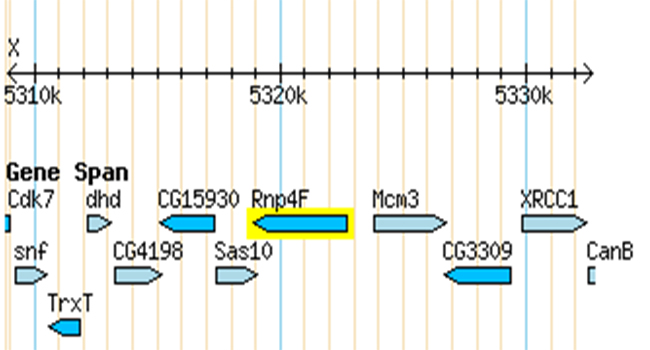 X
5310k 5320k 5330k
Gene Span
Cdk7 dhd CG15930 Rnp4F Mcm3 XRCC1
snf CG4198 Sas10 CG3309 CanB
TrxT